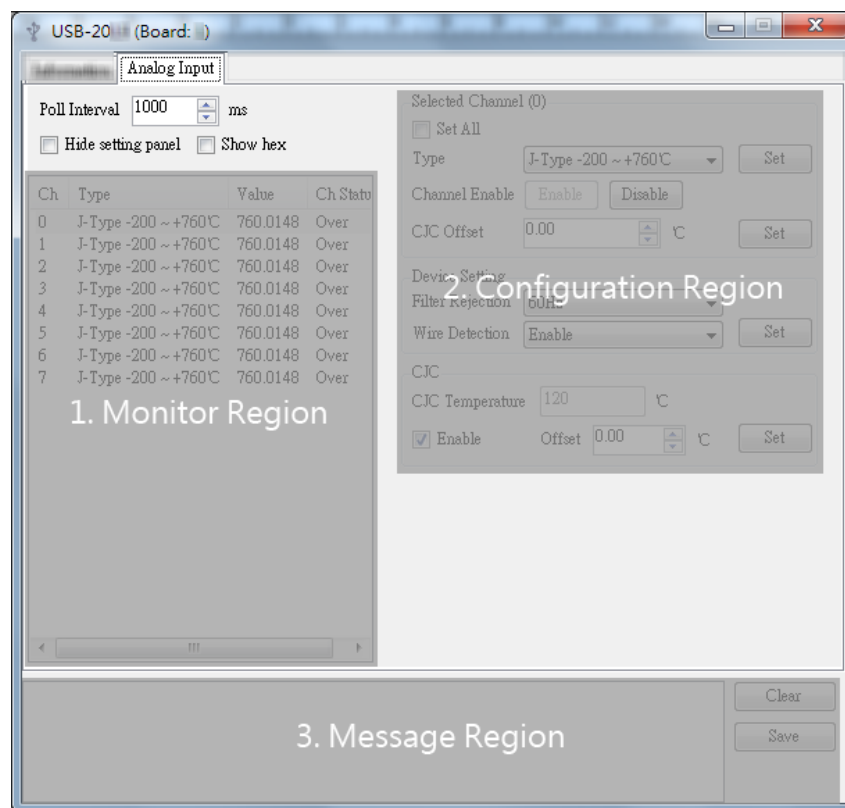 USB-20 (Board: )
Analog Input
Poll Interval 1000 ms
Hide setting panel Show hex
Ch Type Value Ch Statu
0 J-Type -200 ~ +760℃ 760.0148 Over
1 J-Type -200 ~ +760℃ 760.0148 Over
2 J-Type -200 ~ +760℃ 760.0148 Over
3 J-Type -200 ~ +760℃ 760.0148 Over
4 J-Type -200 ~ +760℃ 760.0148 Over
5 J-Type -200 ~ +760℃ 760.0148 Over
6 J-Type -200 ~ +760℃ 760.0148 Over
7 J-Type -200 ~ +760℃ 760.0148 Over
1. Monitor Region
Selected Channel (0)
Set All
Type J-Type -200 ~ +760℃ Set
Channel Enable Enable Disable
CJC Offset 0.00 ℃ Set
Device Setting
2. Configuration Region
Filter Rejection 60Hz
Wire Detection Enable Set
CJC
CJC Temperature 120 ℃
Enable Offset 0.00 ℃ Set
3. Message Region
Clear
Save